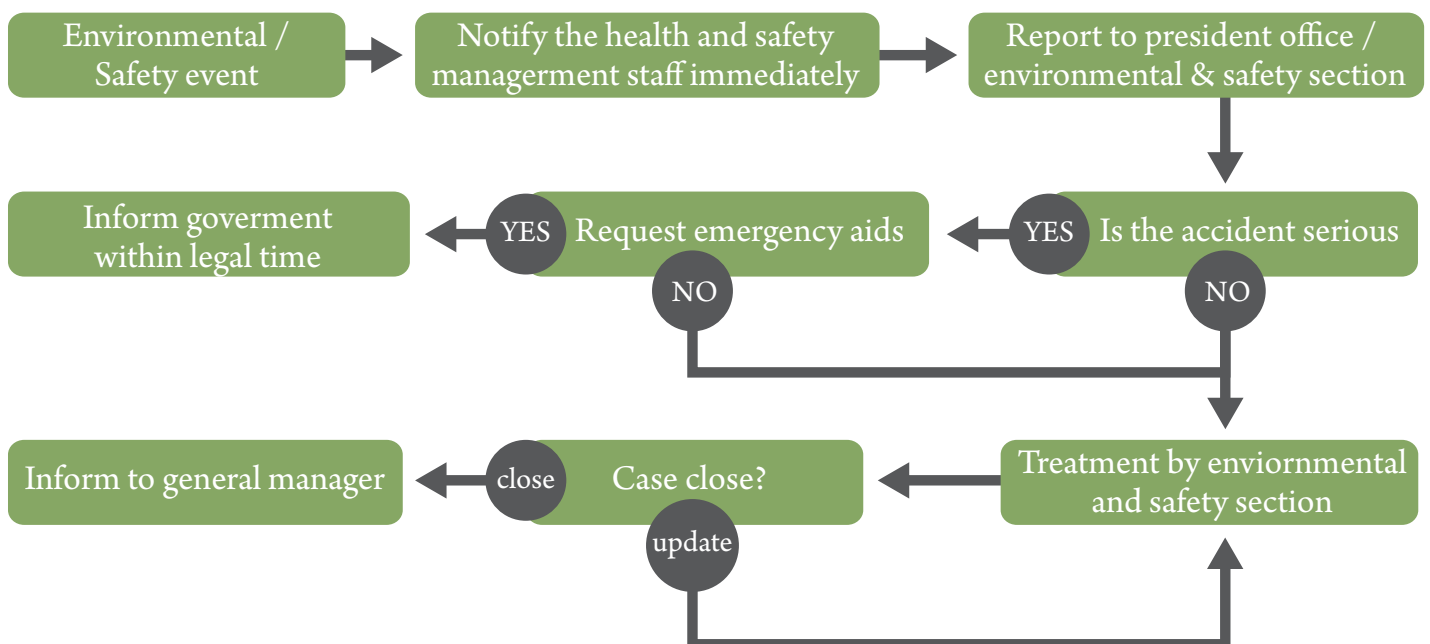 Environmental /
Safety event
Notify the health and safety
managerment staff immediately
Report to president office /
environmental & safety section
Inform goverment
within legal time
YES
Request emergency aids
NO
YES
Is the accident serious
NO
Inform to general manager
close
Case close?
update
Treatment by enviornmental
and safety section